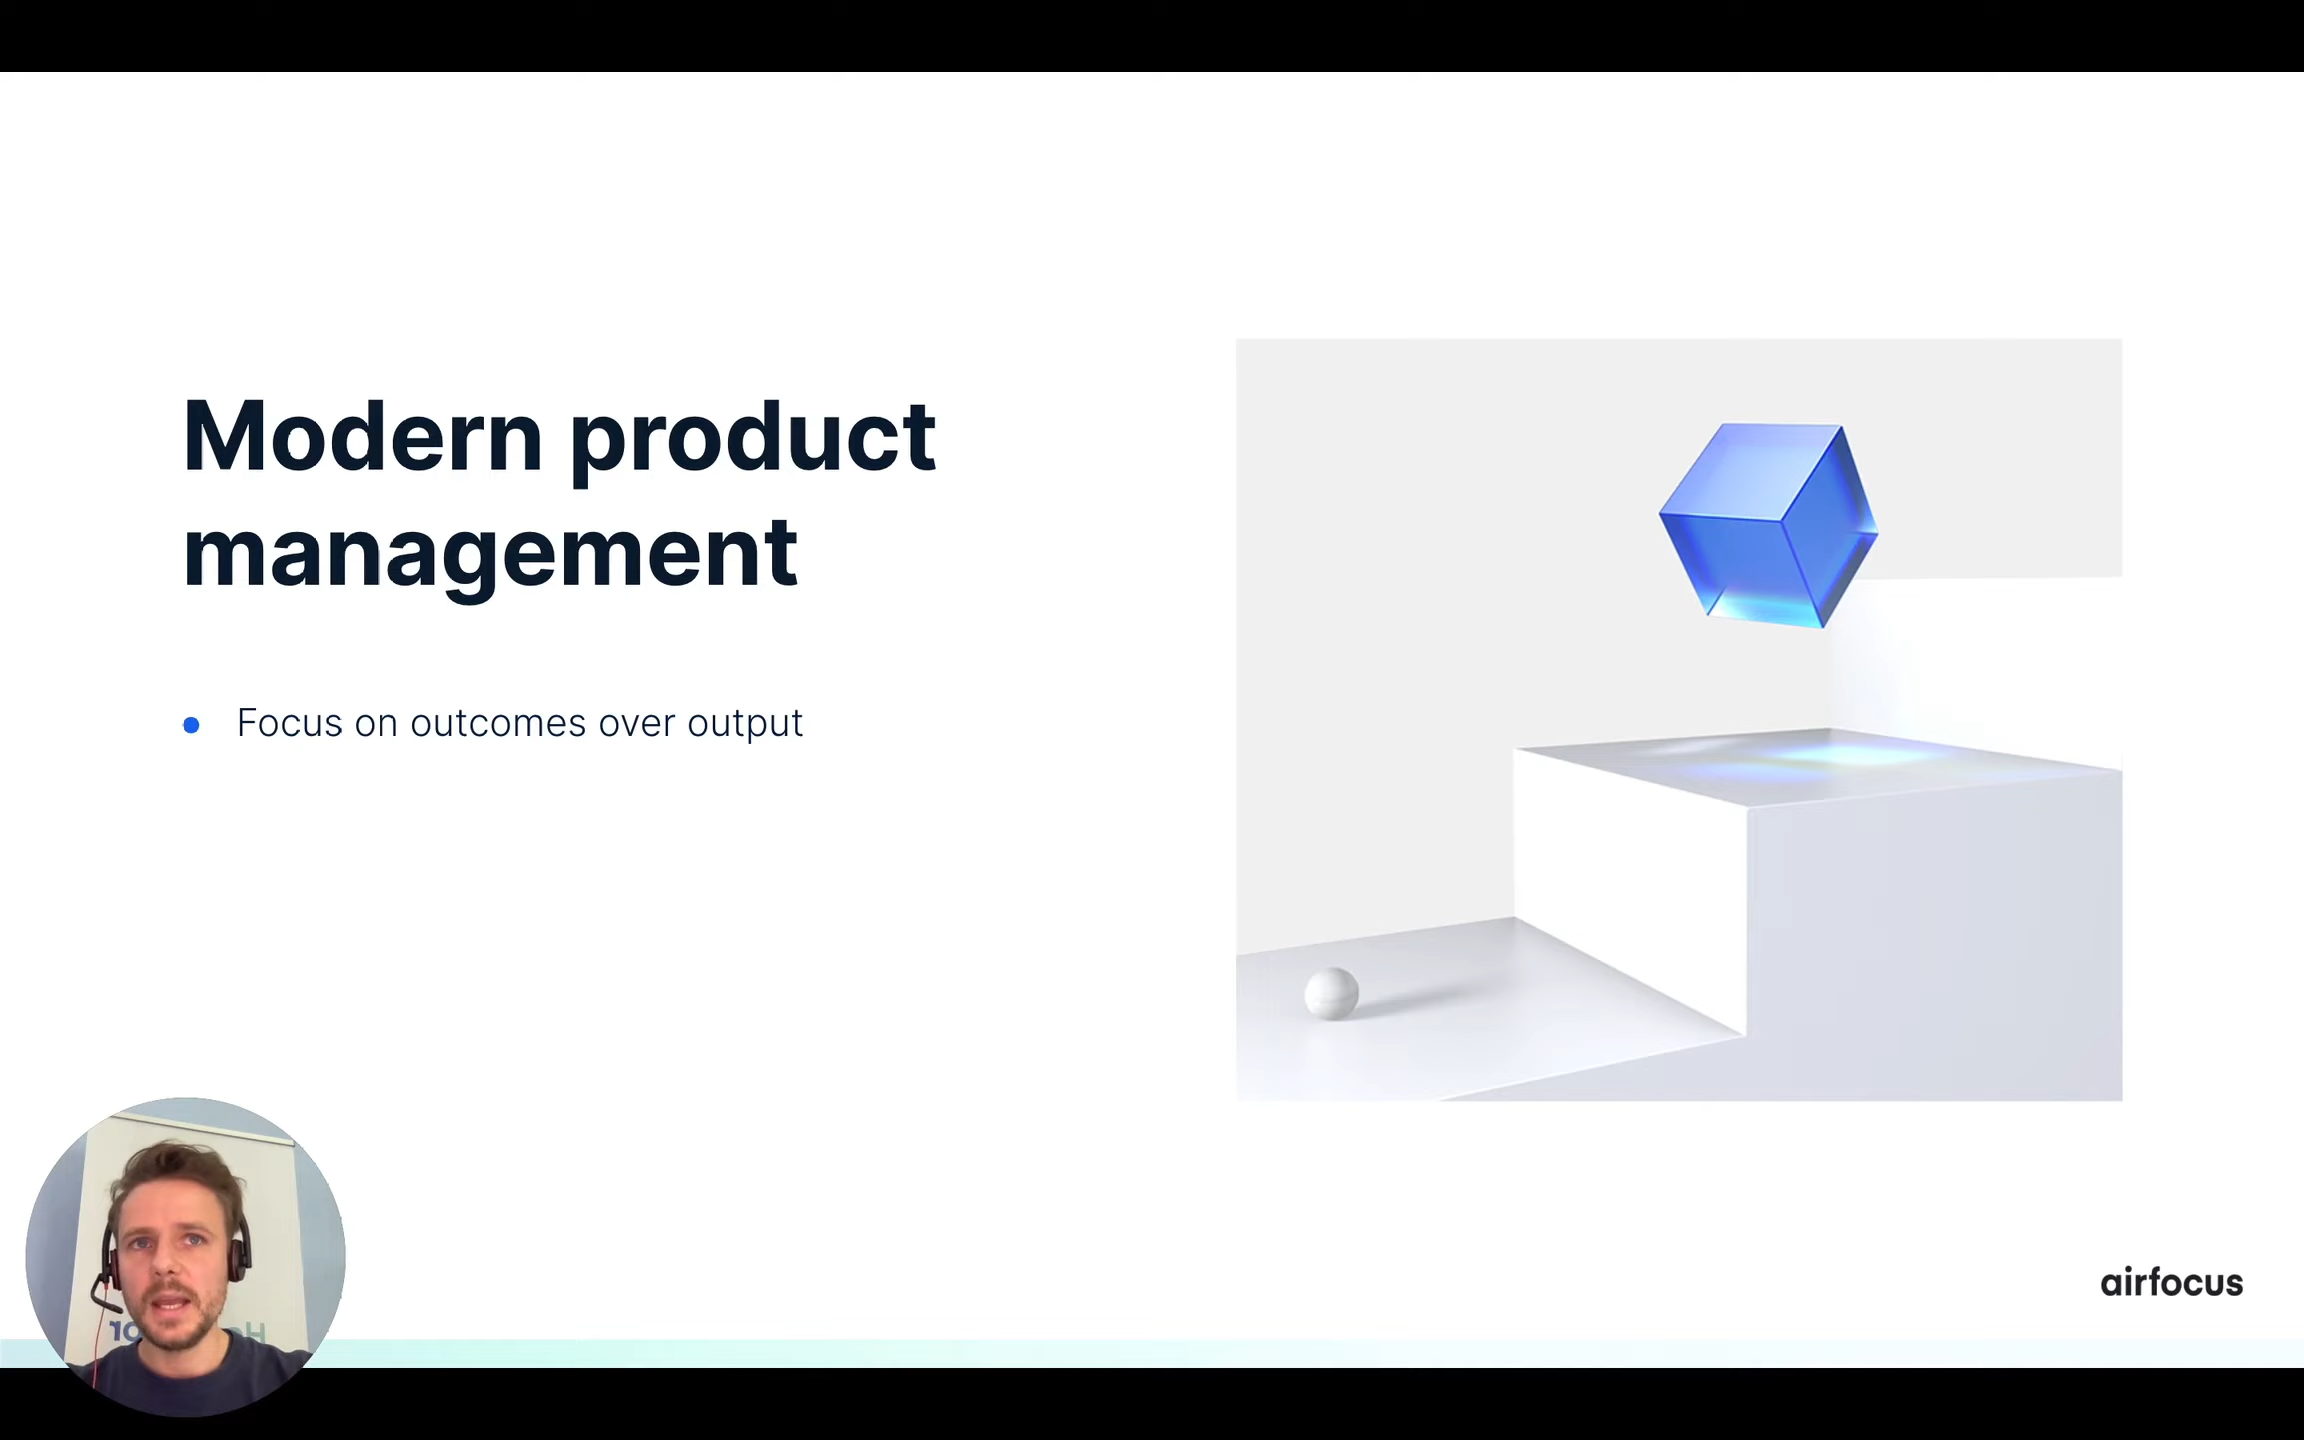 Modern product
management
Focus on outcomes over output
airfocus